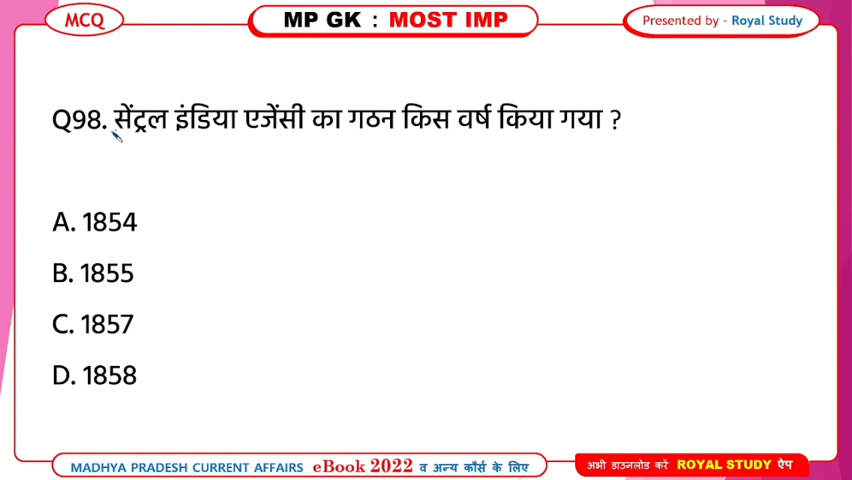 MCQ
MP GK : MOST IMP
Presented by - Royal Study
Q98. सेंट्रल इंडिया एजेंसी का गठन किस वर्ष किया गया ?
A. 1854
B. 1855
C. 1857
D. 1858
MADHYA PRADESH CURRENT AFFAIRS eBook 2022 व अन्य कौर्स के लिए
अभी डाउनलोड करें ROYAL STUDY ऐप